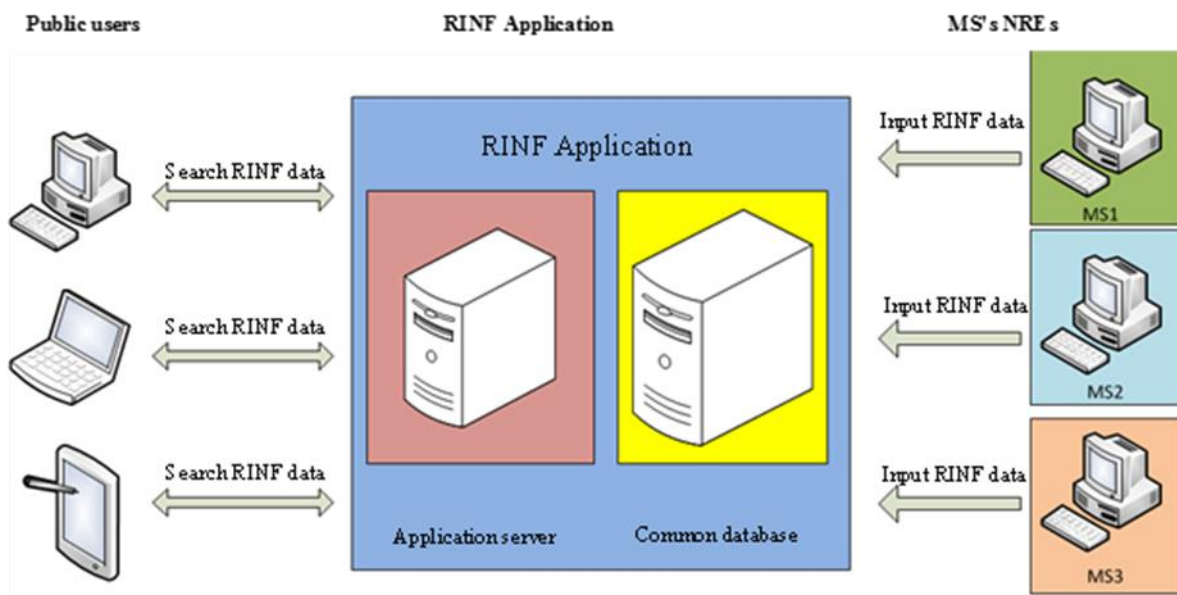 Public users
RINF Application
MS's NREs
RINF Application
Search RINF data
Search RINF data
Search RINF data
Application server
Common database
Input RINF data
MS1
Input RINF data
MS2
Input RINF data
MS3